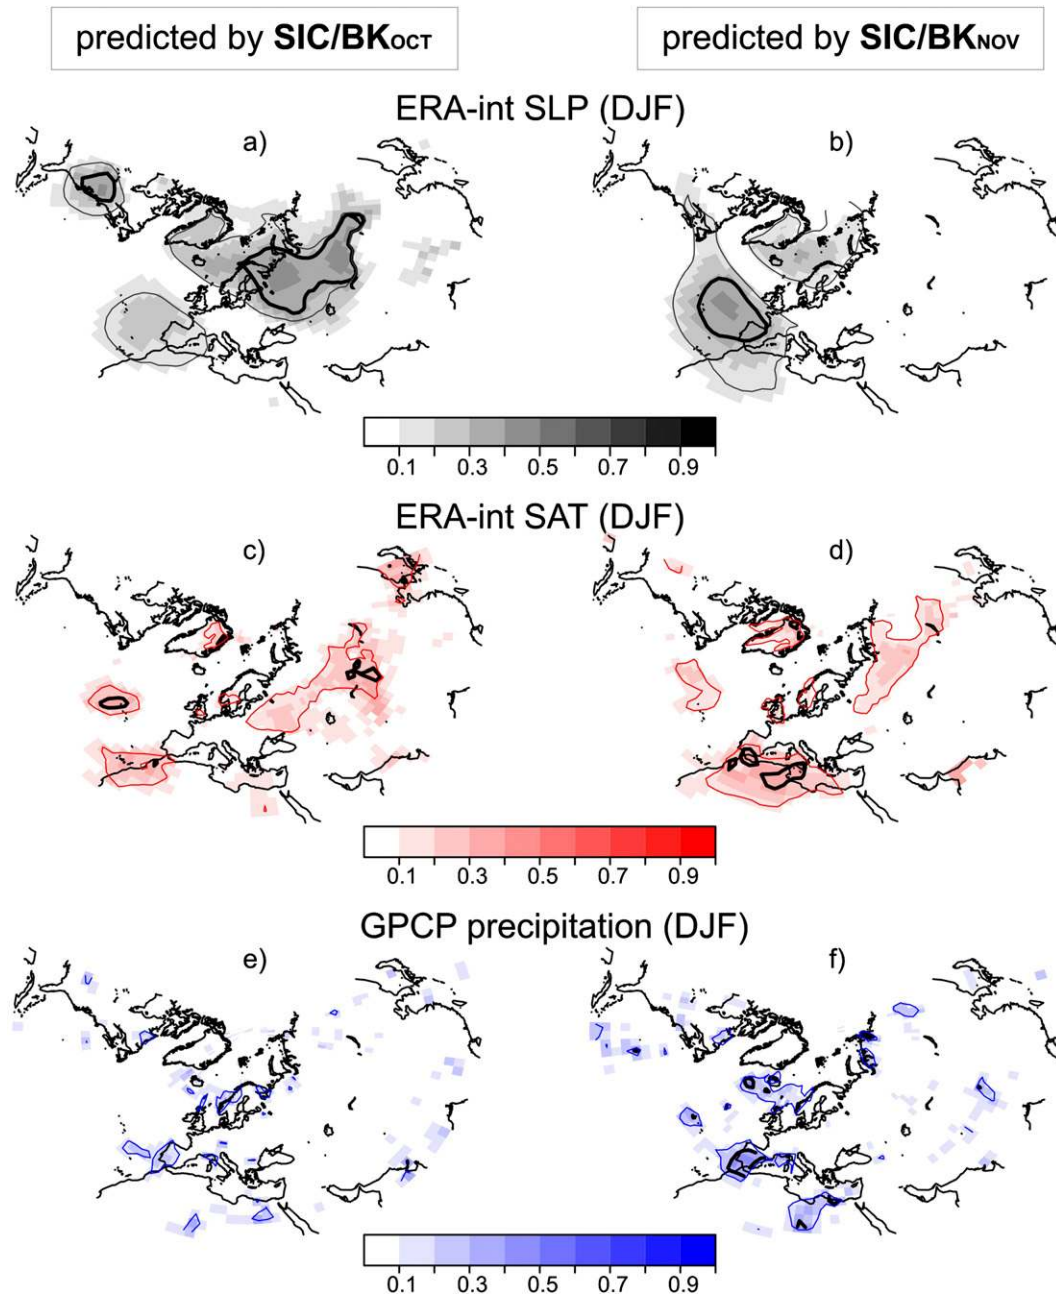 predicted by SIC/BKOCT predicted by SIC/BKNOV
ERA-int SLP (DJF)
a) b)
0.1 0.3 0.5 0.7 0.9
ERA-int SAT (DJF)
c) d)
0.1 0.3 0.5 0.7 0.9
GPCP precipitation (DJF)
e) f)
0.1 0.3 0.5 0.7 0.9